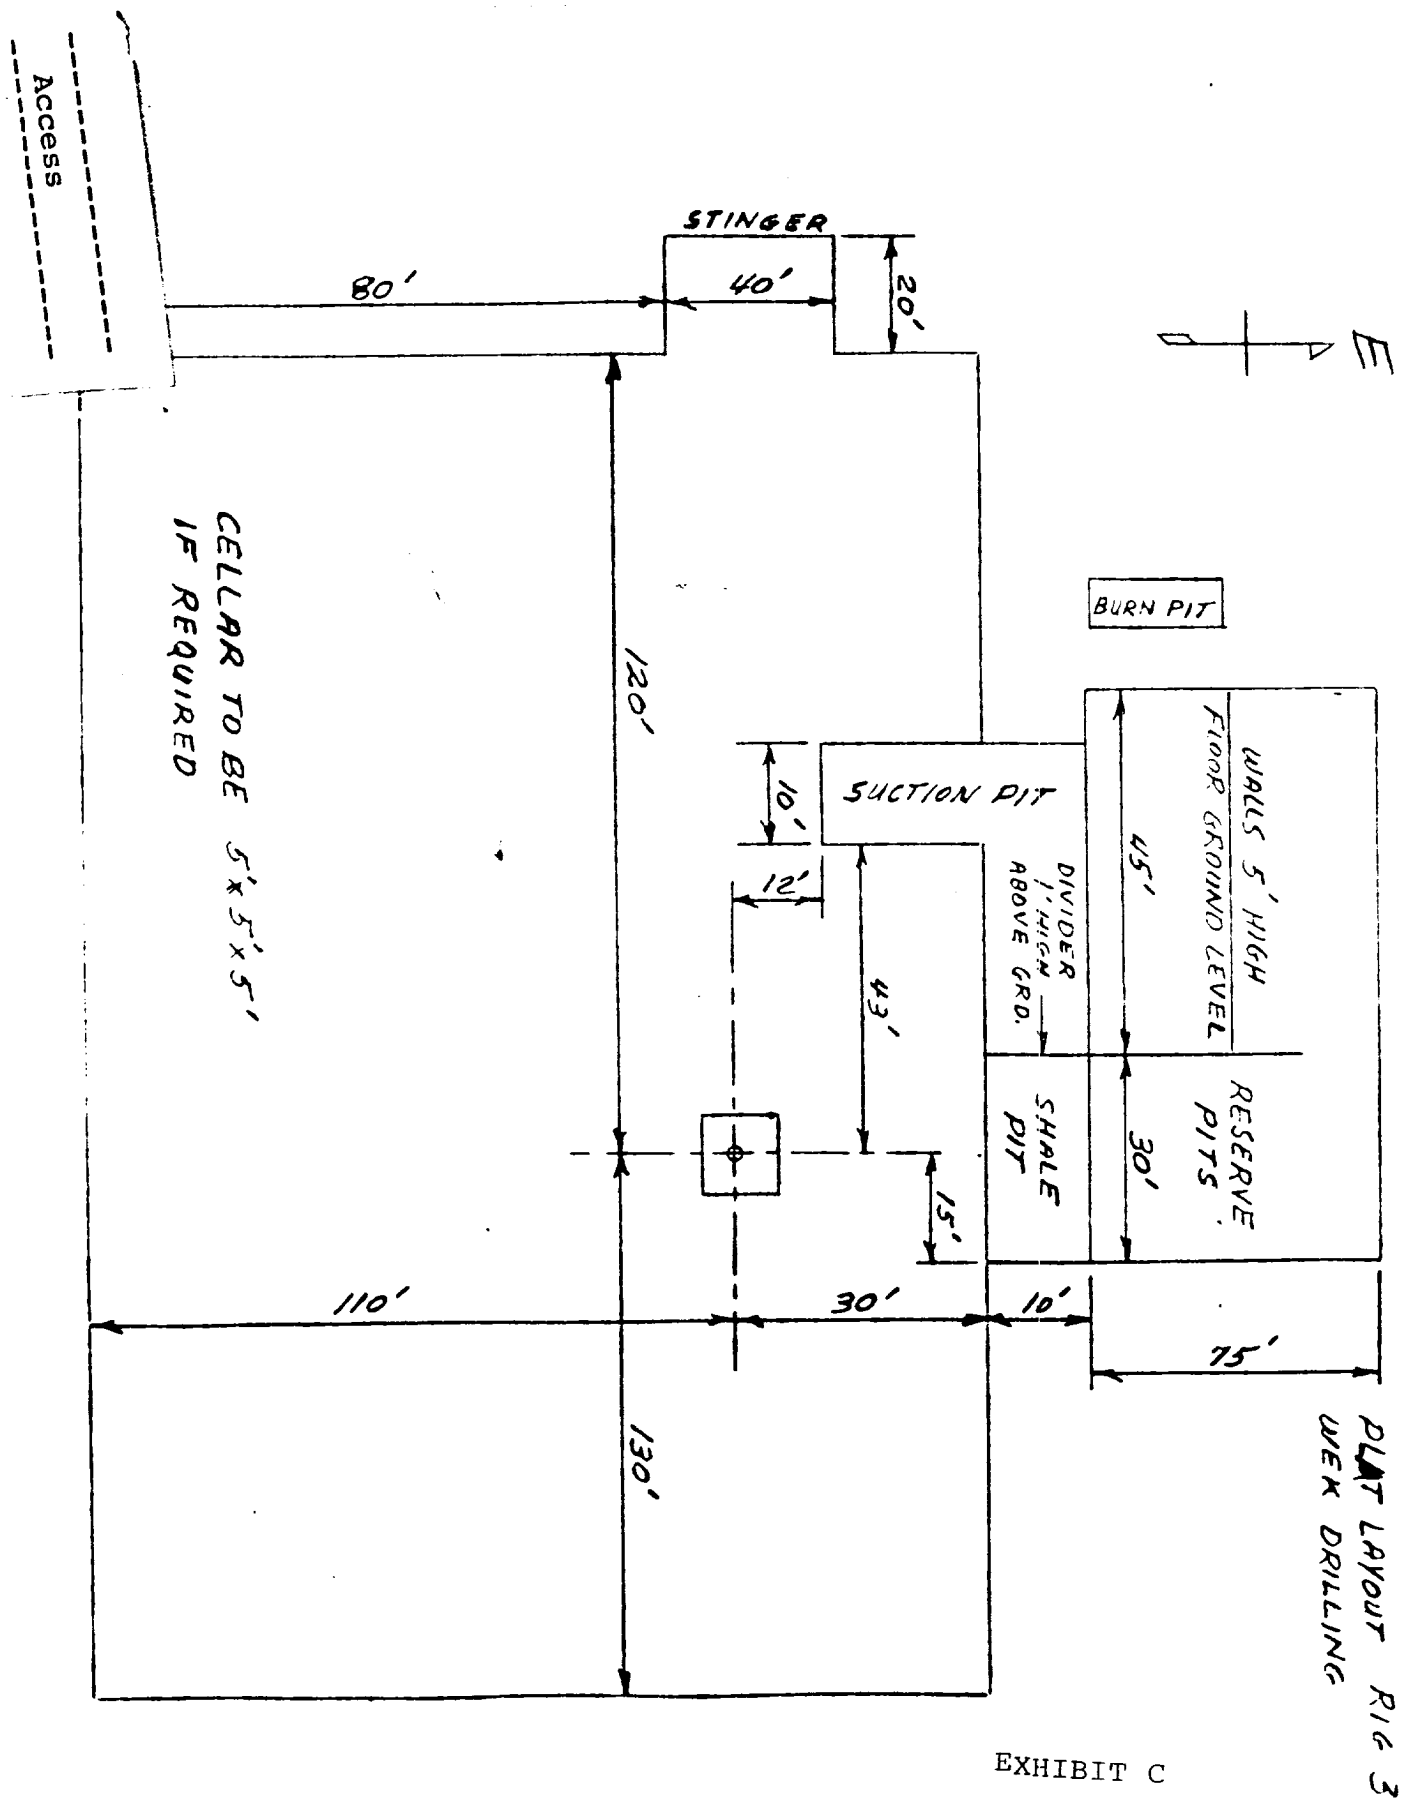 PLAT LAYOUT RIG 3
WEK DRILLING
E
Access
STINGER
80'
40'
20'
BURN PIT
WALLS 5' HIGH
FLOOR GROUND LEVEL
45'
SUCTION PIT
10'
12'
DIVIDER
1' HIGH
ABOVE GRD.
43'
120'
CELLAR TO BE 5' x 5' x 5'
IF REQUIRED
RESERVE
PITS
30'
SHALE
PIT
15'
110'
30'
10'
75'
130'
EXHIBIT C